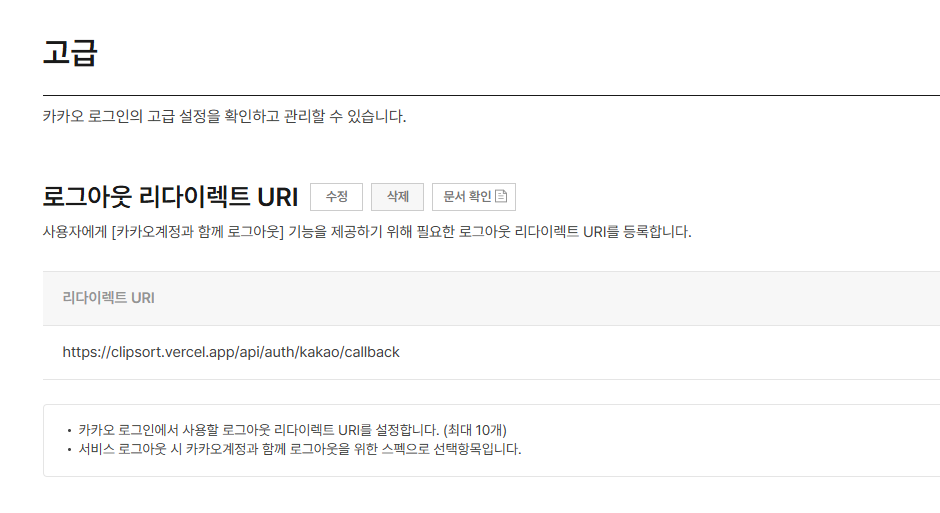 고급
카카오 로그인의 고급 설정을 확인하고 관리할 수 있습니다.
로그아웃 리다이렉트 URI 수정 삭제 문서 확인
사용자에게 [카카오계정과 함께 로그아웃] 기능을 제공하기 위해 필요한 로그아웃 리다이렉트 URI를 등록합니다.
리다이렉트 URI
https://clipsort.vercel.app/api/auth/kakao/callback
• 카카오 로그인에서 사용할 로그아웃 리다이렉트 URI를 설정합니다. (최대 10개)
• 서비스 로그아웃 시 카카오계정과 함께 로그아웃을 위한 스펙으로 선택항목입니다.